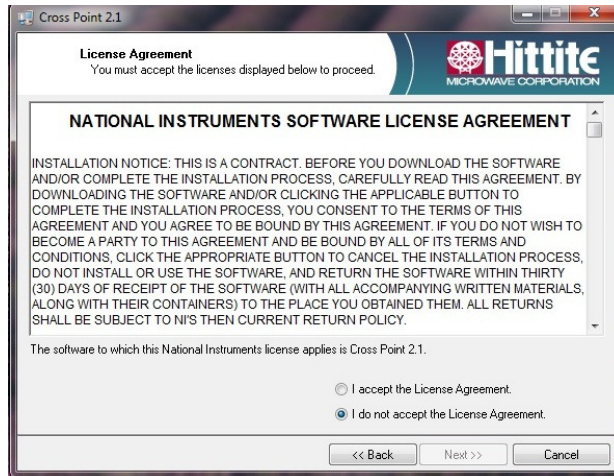 Cross Point 2.1
License Agreement
You must accept the licenses displayed below to proceed.
Hittite
MICROWAVE CORPORATION
NATIONAL INSTRUMENTS SOFTWARE LICENSE AGREEMENT
INSTALLATION NOTICE: THIS IS A CONTRACT. BEFORE YOU DOWNLOAD THE SOFTWARE
AND/OR COMPLETE THE INSTALLATION PROCESS, CAREFULLY READ THIS AGREEMENT. BY
DOWNLOADING THE SOFTWARE AND/OR CLICKING THE APPLICABLE BUTTON TO
COMPLETE THE INSTALLATION PROCESS, YOU CONSENT TO THE TERMS OF THIS
AGREEMENT AND YOU AGREE TO BE BOUND BY THIS AGREEMENT. IF YOU DO NOT WISH TO
BECOME A PARTY TO THIS AGREEMENT AND BE BOUND BY ALL OF ITS TERMS AND
CONDITIONS, CLICK THE APPROPRIATE BUTTON TO CANCEL THE INSTALLATION PROCESS,
DO NOT INSTALL OR USE THE SOFTWARE, AND RETURN THE SOFTWARE WITHIN THIRTY
(30) DAYS OF RECEIPT OF THE SOFTWARE (WITH ALL ACCOMPANYING WRITTEN MATERIALS,
ALONG WITH THEIR CONTAINERS) TO THE PLACE YOU OBTAINED THEM. ALL RETURNS
SHALL BE SUBJECT TO NI'S THEN CURRENT RETURN POLICY.
The software to which this National Instruments license applies is Cross Point 2.1.
I accept the License Agreement.
I do not accept the License Agreement.
<< Back
Next >>
Cancel